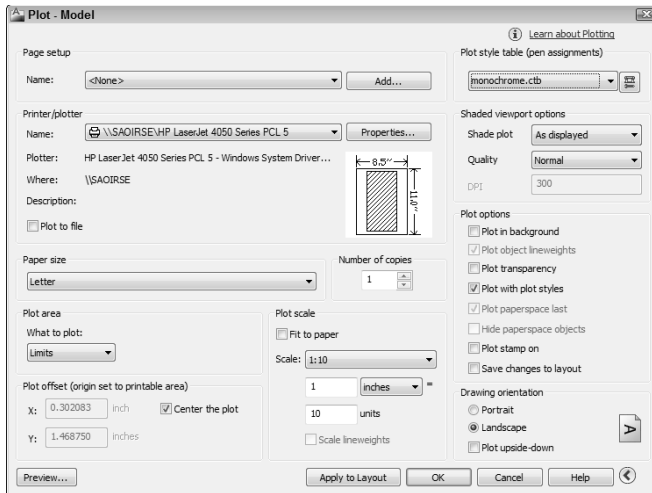 Plot - Model
Learn about Plotting
Page setup
Name: <None> Add...
Plot style table (pen assignments)
monochrome.ctb
Printer/plotter
Name: \\SAOIRSE\HP LaserJet 4050 Series PCL 5 Properties...
Plotter: HP LaserJet 4050 Series PCL 5 - Windows System Driver...
Where: \\SAOIRSE
Description:
Plot to file
8.5″
11.0″
Shaded viewport options
Shade plot As displayed
Quality Normal
DPI 300
Paper size
Letter
Number of copies
1
Plot options
Plot in background
Plot object lineweights
Plot transparency
Plot with plot styles
Plot paperspace last
Hide paperspace objects
Plot stamp on
Save changes to layout
Plot area
What to plot:
Limits
Plot scale
Fit to paper
Scale: 1:10
1 inches =
10 units
Scale lineweights
Plot offset (origin set to printable area)
X: 0.302083 inch Center the plot
Y: 1.468750 inches
Drawing orientation
Portrait
Landscape
Plot upside-down
A
Preview... Apply to Layout OK Cancel Help